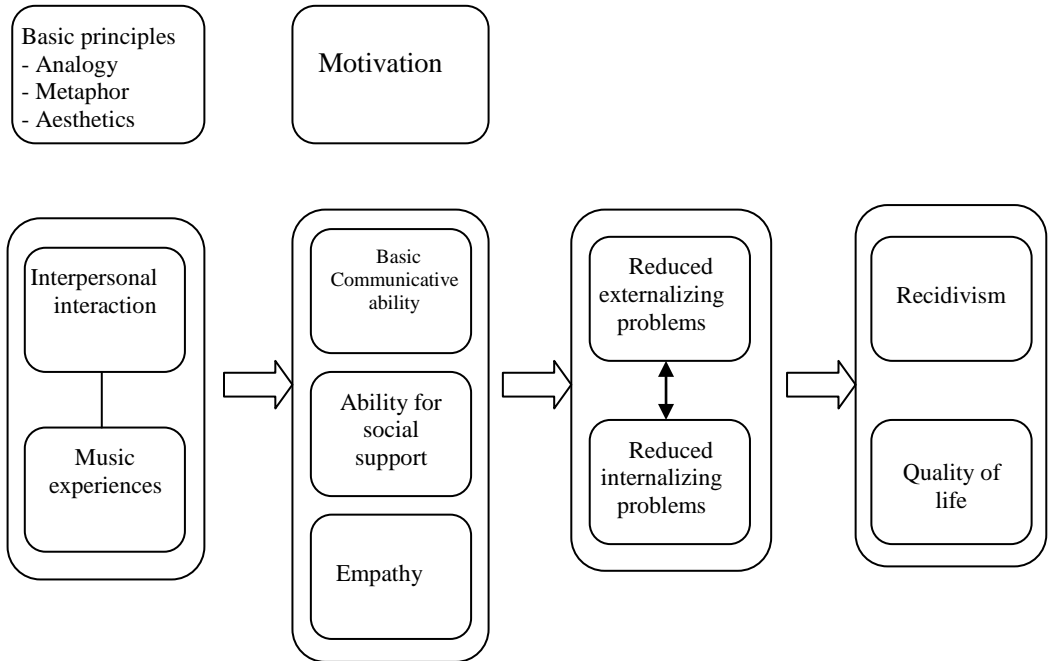 Basic principles
- Analogy
- Metaphor
- Aesthetics
Motivation
Interpersonal
interaction
Music
experiences
Basic
Communicative
ability
Ability for
social
support
Empathy
Reduced
externalizing
problems
Reduced
internalizing
problems
Recidivism
Quality of
life